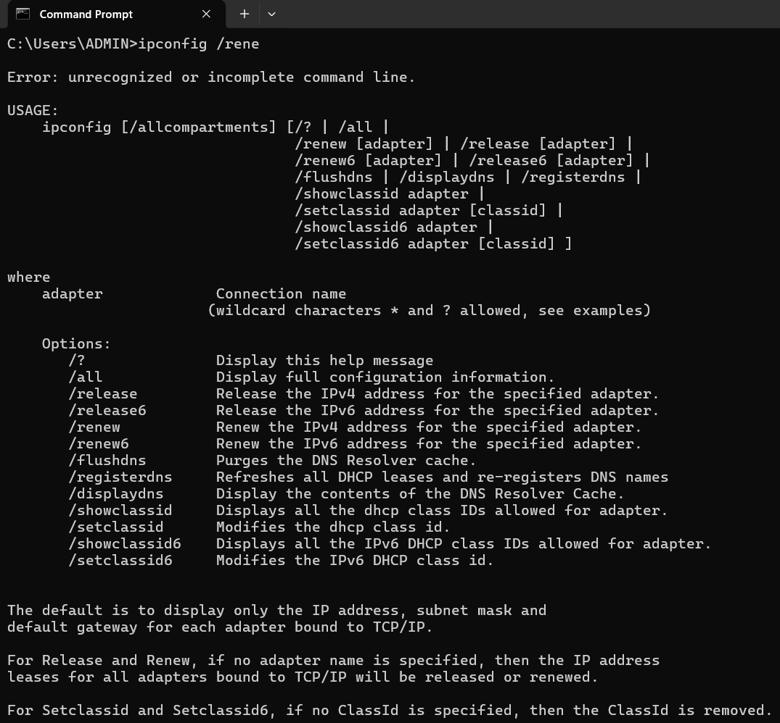 Command Prompt
C:\Users\ADMIN>ipconfig /rene
Error: unrecognized or incomplete command line.
USAGE:
ipconfig [/allcompartments] [/? | /all |
/renew [adapter] | /release [adapter] |
/renew6 [adapter] | /release6 [adapter] |
/flushdns | /displaydns | /registerdns |
/showclassid adapter |
/setclassid adapter [classid] |
/showclassid6 adapter |
/setclassid6 adapter [classid] ]
where
adapter Connection name
(wildcard characters * and ? allowed, see examples)
Options:
/? Display this help message
/all Display full configuration information.
/release Release the IPv4 address for the specified adapter.
/release6 Release the IPv6 address for the specified adapter.
/renew Renew the IPv4 address for the specified adapter.
/renew6 Renew the IPv6 address for the specified adapter.
/flushdns Purges the DNS Resolver cache.
/registerdns Refreshes all DHCP leases and re-registers DNS names
/displaydns Display the contents of the DNS Resolver Cache.
/showclassid Displays all the dhcp class IDs allowed for adapter.
/setclassid Modifies the dhcp class id.
/showclassid6 Displays all the IPv6 DHCP class IDs allowed for adapter.
/setclassid6 Modifies the IPv6 DHCP class id.
The default is to display only the IP address, subnet mask and
default gateway for each adapter bound to TCP/IP.
For Release and Renew, if no adapter name is specified, then the IP address
leases for all adapters bound to TCP/IP will be released or renewed.
For Setclassid and Setclassid6, if no ClassId is specified, then the ClassId is removed.